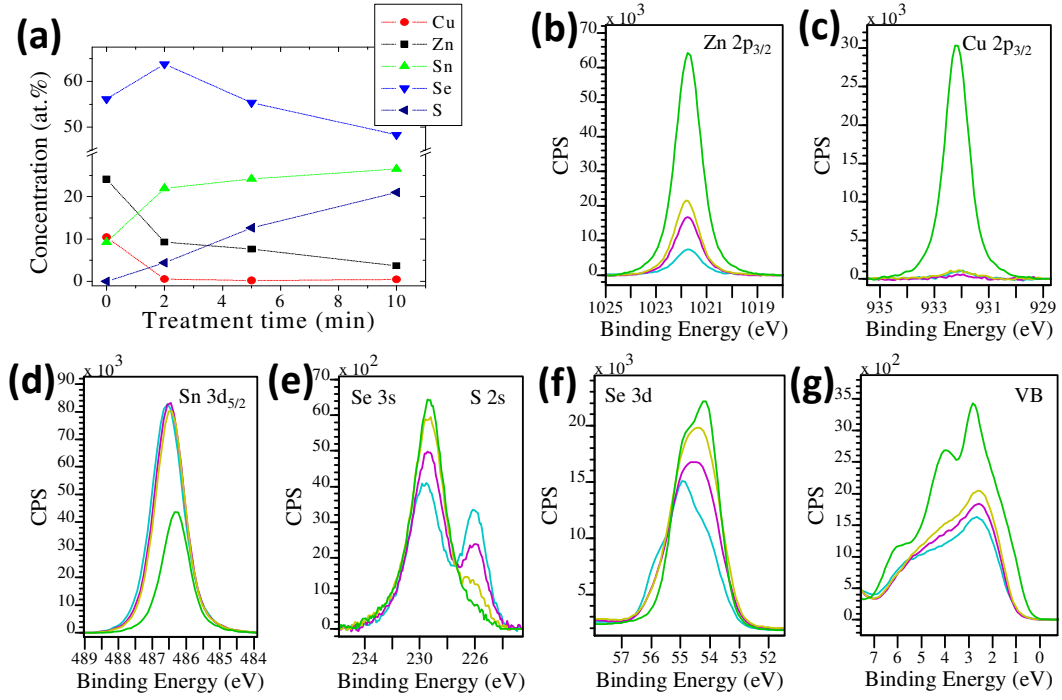 (a)
Cu
Zn
Sn
Se
S
Concentration (at.%)
60
50
20
10
0
0 2 4 6 8 10
Treatment time (min)
(b)
x 10³
Zn 2p3/2
CPS
70
60
50
40
30
20
10
0
1025 1023 1021 1019
Binding Energy (eV)
(c)
x 10³
Cu 2p3/2
CPS
30
25
20
15
10
5
0
935 933 931 929
Binding Energy (eV)
(d)
x 10³
Sn 3d5/2
CPS
90
80
70
60
50
40
30
20
10
0
489 488 487 486 485 484
Binding Energy (eV)
(e)
x 10²
Se 3s S 2s
CPS
70
60
50
40
30
20
10
0
234 230 226
Binding Energy (eV)
(f)
x 10³
Se 3d
CPS
20
15
10
5
57 56 55 54 53 52
Binding Energy (eV)
(g)
x 10²
VB
CPS
35
30
25
20
15
10
5
0
7 6 5 4 3 2 1 0
Binding Energy (eV)